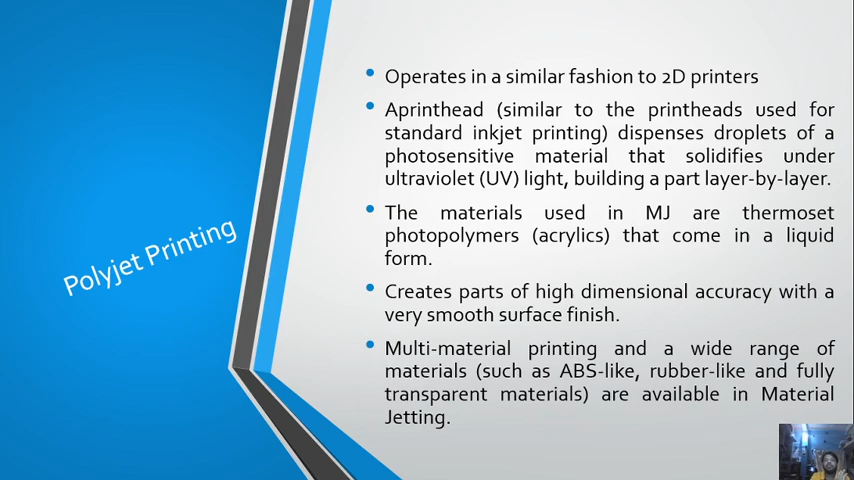 Polyjet Printing
• Operates in a similar fashion to 2D printers
• Aprinthead (similar to the printheads used for
standard inkjet printing) dispenses droplets of a
photosensitive material that solidifies under
ultraviolet (UV) light, building a part layer-by-layer.
• The materials used in MJ are thermoset
photopolymers (acrylics) that come in a liquid
form.
• Creates parts of high dimensional accuracy with a
very smooth surface finish.
• Multi-material printing and a wide range of
materials (such as ABS-like, rubber-like and fully
transparent materials) are available in Material
Jetting.